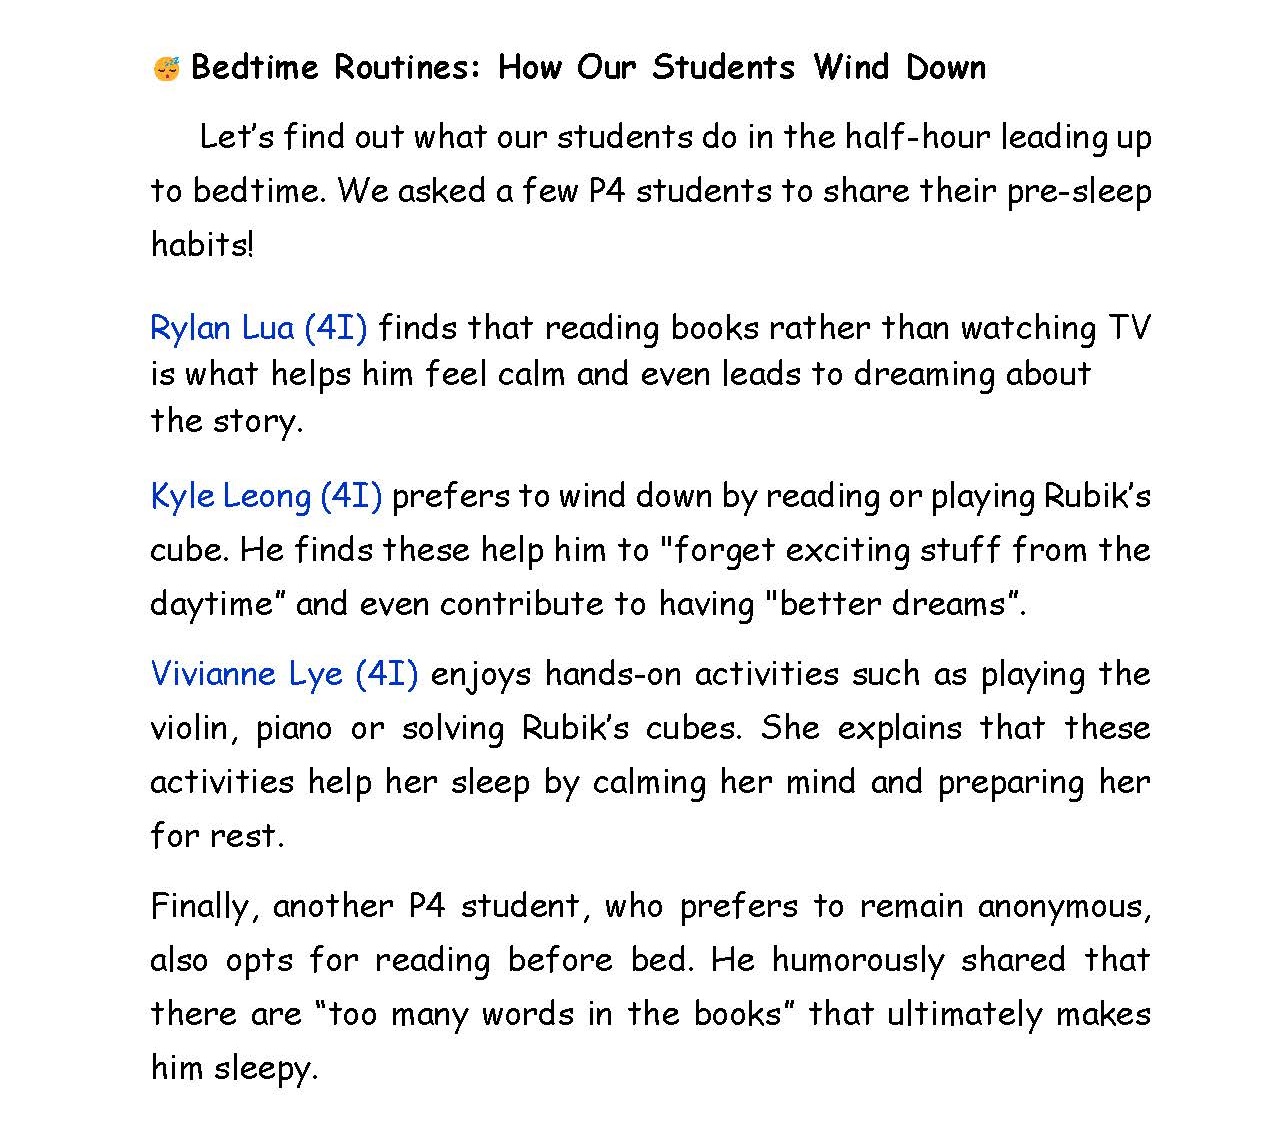 😴 Bedtime Routines: How Our Students Wind Down
Let’s find out what our students do in the half-hour leading up
to bedtime. We asked a few P4 students to share their pre-sleep
habits!
Rylan Lua (4I) finds that reading books rather than watching TV
is what helps him feel calm and even leads to dreaming about
the story.
Kyle Leong (4I) prefers to wind down by reading or playing Rubik’s
cube. He finds these help him to "forget exciting stuff from the
daytime” and even contribute to having "better dreams”.
Vivianne Lye (4I) enjoys hands-on activities such as playing the
violin, piano or solving Rubik’s cubes. She explains that these
activities help her sleep by calming her mind and preparing her
for rest.
Finally, another P4 student, who prefers to remain anonymous,
also opts for reading before bed. He humorously shared that
there are “too many words in the books” that ultimately makes
him sleepy.